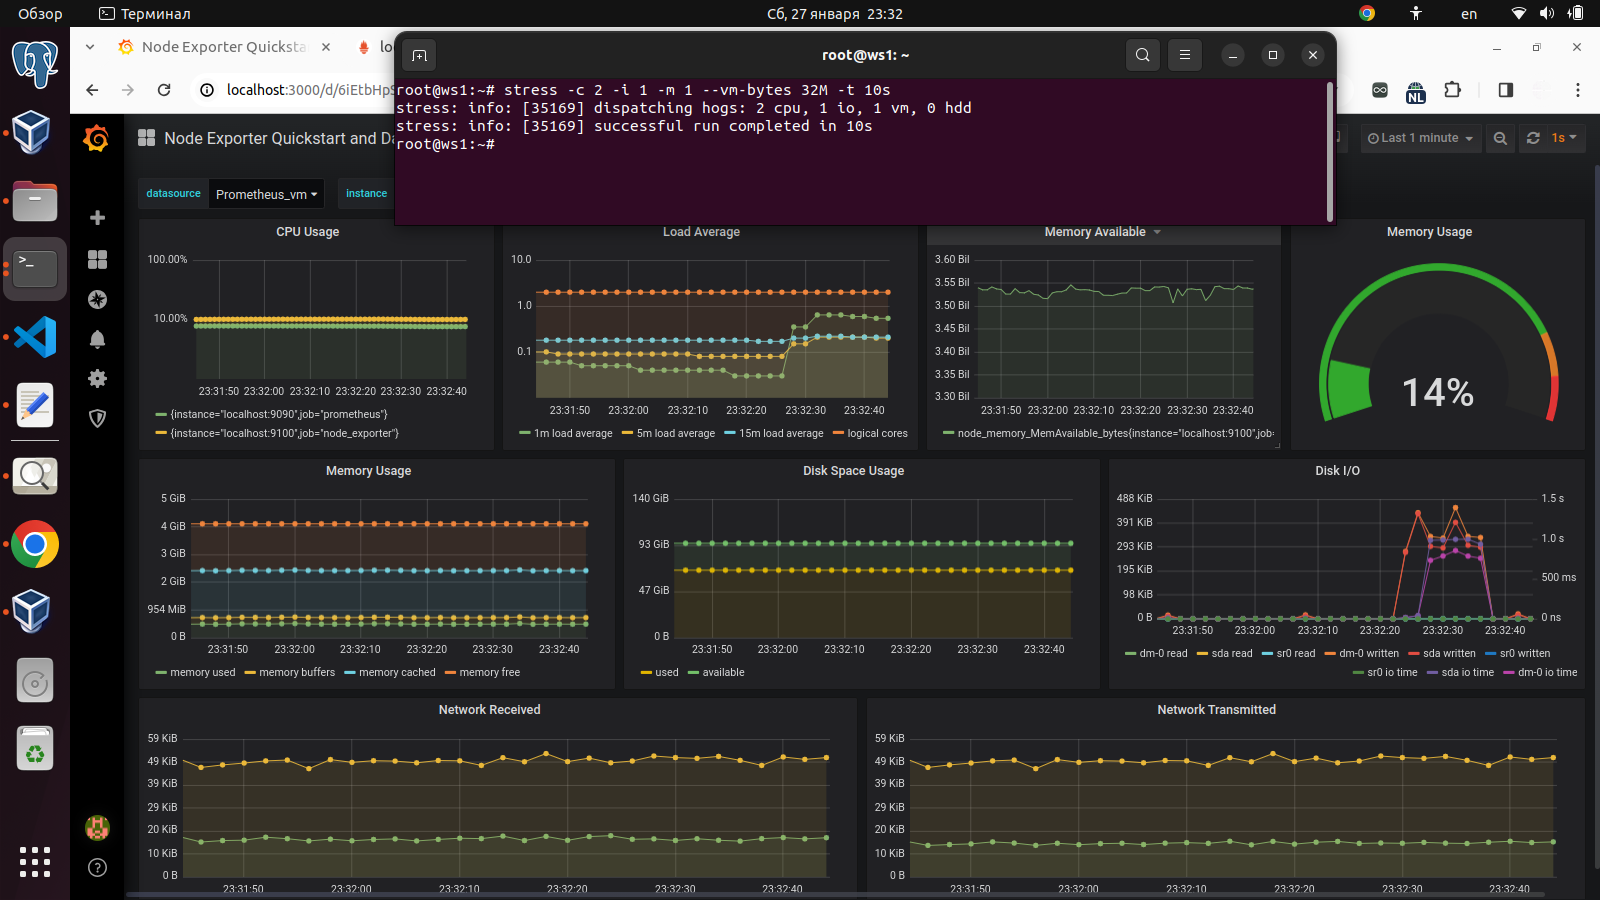 Обзор
Терминал
Сб, 27 января 23:32
en
Node Exporter Quicksta
lo
root@ws1: ~
localhost:3000/d/6iEtbHpS
NL
root@ws1:~# stress -c 2 -i 1 -m 1 --vm-bytes 32M -t 10s
stress: info: [35169] dispatching hogs: 2 cpu, 1 io, 1 vm, 0 hdd
stress: info: [35169] successful run completed in 10s
root@ws1:~#
Node Exporter Quickstart and Da
Last 1 minute
1s
datasource
Prometheus_vm
instance
CPU Usage
100.00%
10.00%
23:31:50 23:32:00 23:32:10 23:32:20 23:32:30 23:32:40
{instance="localhost:9090",job="prometheus"}
{instance="localhost:9100",job="node_exporter"}
Load Average
10.0
1.0
0.1
23:31:50 23:32:00 23:32:10 23:32:20 23:32:30 23:32:40
1m load average 5m load average 15m load average logical cores
Memory Available
3.60 Bil
3.55 Bil
3.50 Bil
3.45 Bil
3.40 Bil
3.35 Bil
3.30 Bil
23:31:50 23:32:00 23:32:10 23:32:20 23:32:30 23:32:40
node_memory_MemAvailable_bytes{instance="localhost:9100",job=
Memory Usage
14%
Memory Usage
5 GiB
4 GiB
3 GiB
2 GiB
954 MiB
0 B
23:31:50 23:32:00 23:32:10 23:32:20 23:32:30 23:32:40
memory used memory buffers memory cached memory free
Disk Space Usage
140 GiB
93 GiB
47 GiB
0 B
23:31:50 23:32:00 23:32:10 23:32:20 23:32:30 23:32:40
used available
Disk I/O
488 KiB
391 KiB
293 KiB
195 KiB
98 KiB
0 B
1.5 s
1.0 s
500 ms
0 ns
23:31:50 23:32:00 23:32:10 23:32:20 23:32:30 23:32:40
dm-0 read sda read sr0 read dm-0 written sda written sr0 written
sr0 io time sda io time dm-0 io time
Network Received
59 KiB
49 KiB
39 KiB
29 KiB
20 KiB
10 KiB
0 B
23:31:50 23:32:00 23:32:10 23:32:20 23:32:30 23:32:40
Network Transmitted
59 KiB
49 KiB
39 KiB
29 KiB
20 KiB
10 KiB
0 B
23:31:50 23:32:00 23:32:10 23:32:20 23:32:30 23:32:40